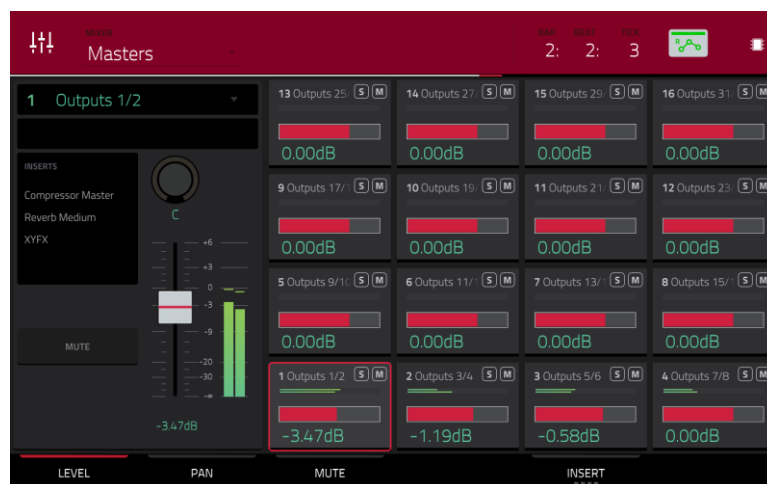 MIXER
BAR BEAT TICK
Masters
2: 2: 3
1 Outputs 1/2
INSERTS
Compressor Master
Reverb Medium
XYFX
C
+6
+3
0
-3
-9
-20
-30
-∞
MUTE
-3.47dB
13 Outputs 25/ S M
14 Outputs 27/ S M
15 Outputs 29/ S M
16 Outputs 31/ S M
0.00dB
0.00dB
0.00dB
0.00dB
9 Outputs 17/1 S M
10 Outputs 19/ S M
11 Outputs 21/ S M
12 Outputs 23/ S M
0.00dB
0.00dB
0.00dB
0.00dB
5 Outputs 9/1 S M
6 Outputs 11/1 S M
7 Outputs 13/1 S M
8 Outputs 15/1 S M
0.00dB
0.00dB
0.00dB
0.00dB
1 Outputs 1/2 S M
2 Outputs 3/4 S M
3 Outputs 5/6 S M
4 Outputs 7/8 S M
-3.47dB
-1.19dB
-0.58dB
0.00dB
LEVEL PAN MUTE INSERT